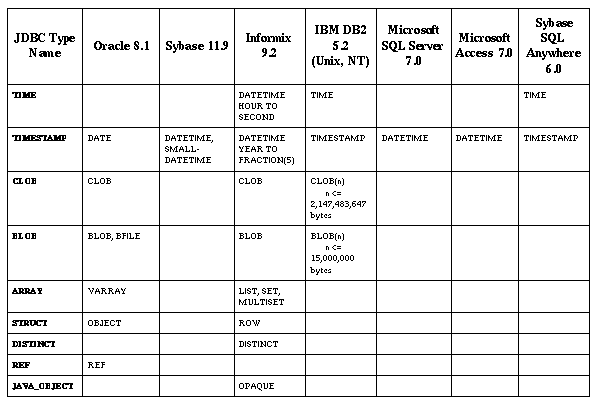 JDBC Type Name Oracle 8.1 Sybase 11.9 Informix 9.2 IBM DB2 5.2 (Unix, NT) Microsoft SQL Server 7.0 Microsoft Access 7.0 Sybase SQL Anywhere 6.0
TIME DATETIME HOUR TO SECOND TIME TIME
TIMESTAMP DATE DATETIME, SMALL-DATETIME DATETIME YEAR TO FRACTION(5) TIMESTAMP DATETIME DATETIME TIMESTAMP
CLOB CLOB CLOB CLOB(n) n <= 2,147,483,647 bytes
BLOB BLOB, BFILE BLOB BLOB(n) n <= 15,000,000 bytes
ARRAY VARRAY LIST, SET, MULTISET
STRUCT OBJECT ROW
DISTINCT DISTINCT
REF REF
JAVA_OBJECT OPAQUE